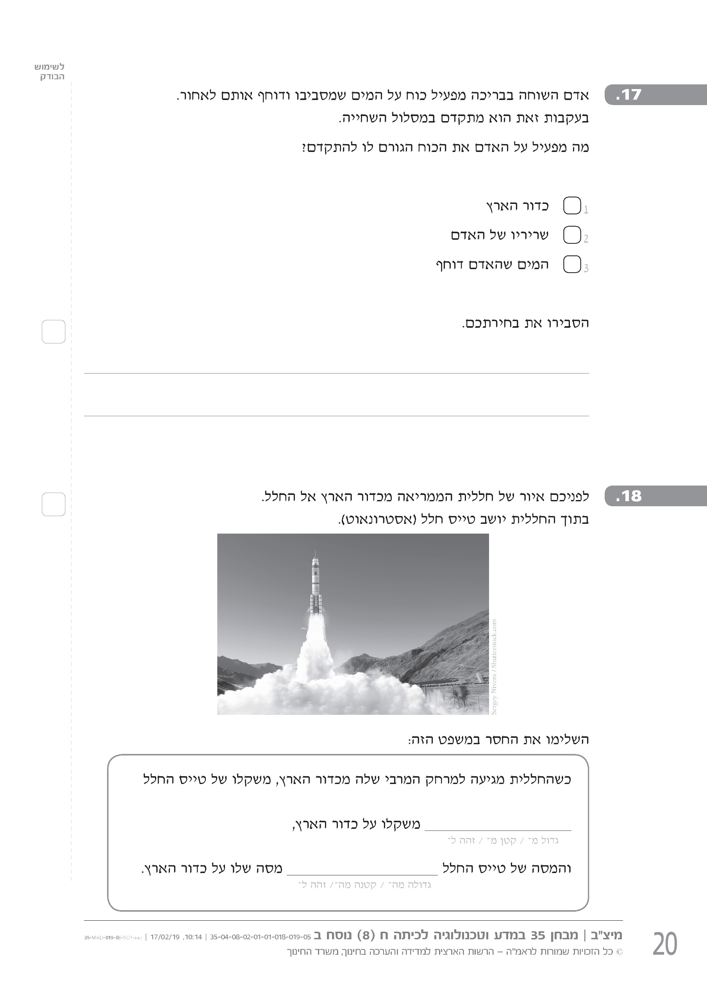 לשימוש
הבודק
17.
אדם השוחה בבריכה מפעיל כוח על המים שמסביבו ודוחף אותם לאחור.
בעקבות זאת הוא מתקדם במסלול השחייה.
מה מפעיל על האדם את הכוח הגורם לו להתקדם?
1 כדור הארץ
2 שריריו של האדם
3 המים שהאדם דוחף
הסבירו את בחירתכם.
18.
לפניכם איור של חללית הממריאה מכדור הארץ אל החלל.
בתוך החללית יושב טייס חלל (אסטרונאוט).
Sergey Nivens / Shutterstock.com
השלימו את החסר במשפט הזה:
כשהחללית מגיעה למרחק המרבי שלה מכדור הארץ, משקלו של טייס החלל
משקלו על כדור הארץ,
גדול מ־ / קטן מ־ / זהה ל־
והמסה של טייס החלל ____ מסה שלו על כדור הארץ.
גדולה מה־ / קטנה מה־/ זהה ל־
מיצ"ב | מבחן 35 במדע וטכנולוגיה לכיתה ח (8) נוסח ב 35-04-08-02-01-01-018-019-05 | 10:14, 17/02/19 | 35-MAD-019-8B-SOF-net
© כל הזכויות שמורות לראמ"ה – הרשות הארצית למדידה והערכה בחינוך, משרד החינוך
20